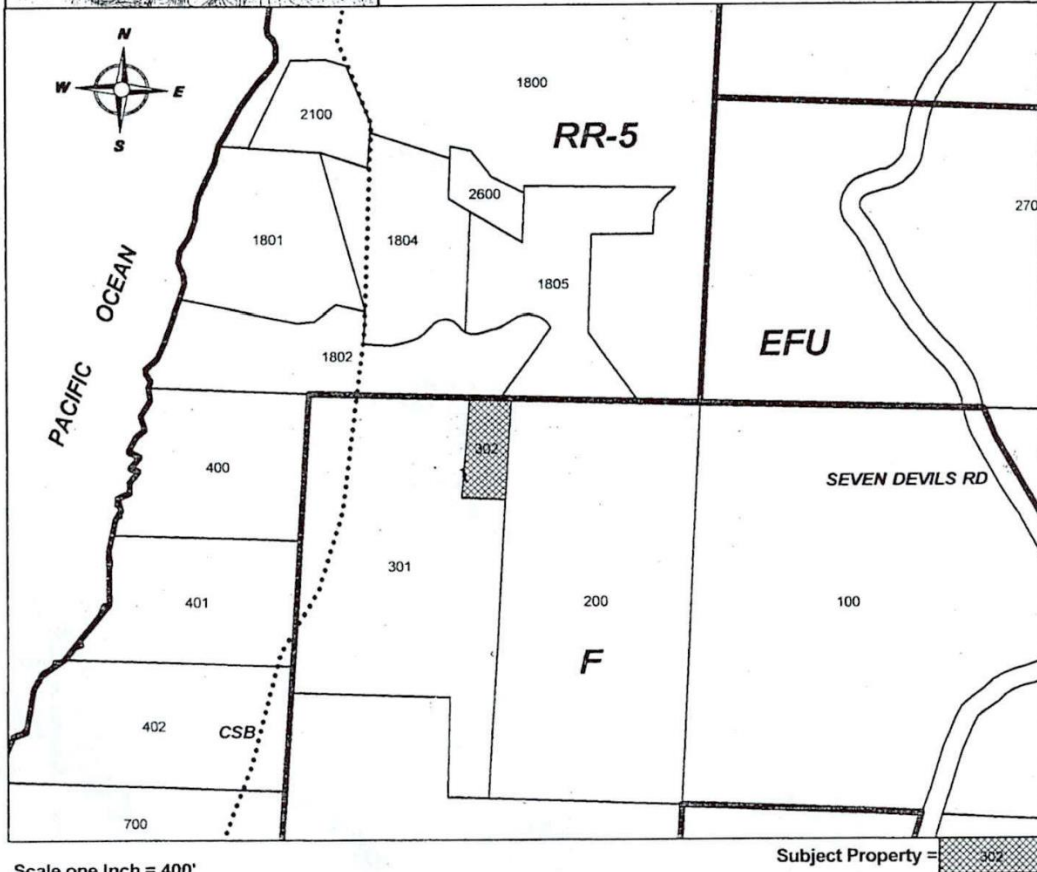 N
W E
S
1800
2100
RR-5
2600
270
1801
1804
1805
PACIFIC OCEAN
1802
EFU
302
400
SEVEN DEVILS RD
301
401
200
100
F
402
CSB
700
Scale one Inch = 400'
Subject Property = 302